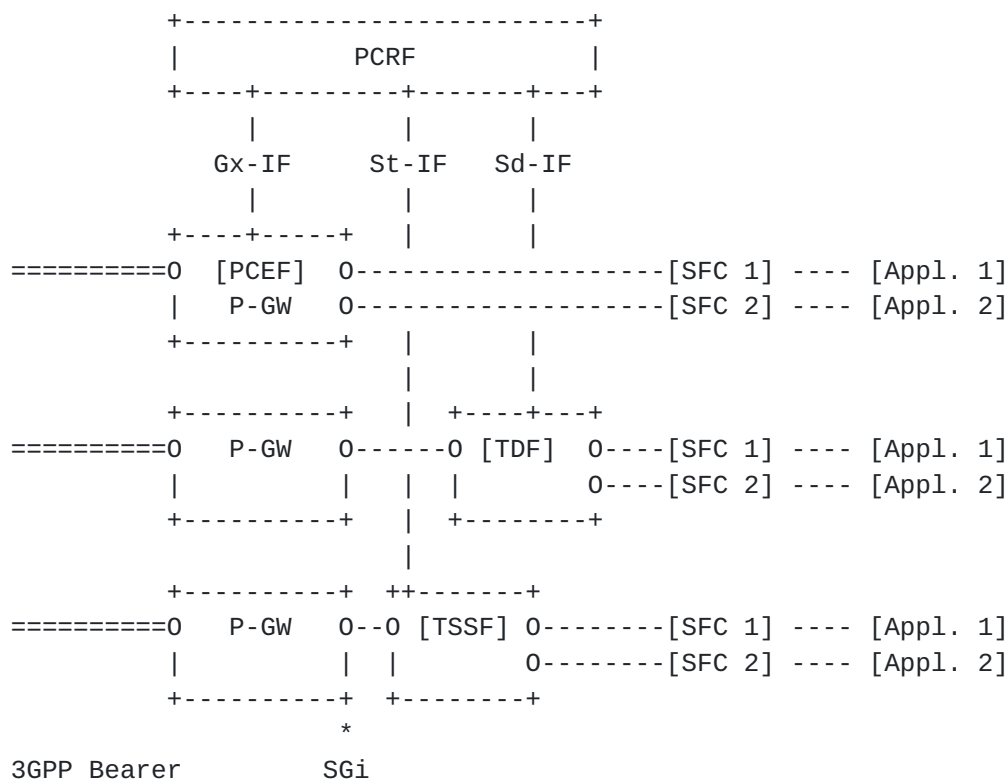 PCRF
Gx-IF St-IF Sd-IF
[PCEF] [SFC 1] [Appl. 1]
P-GW [SFC 2] [Appl. 2]
P-GW [TDF] [SFC 1] [Appl. 1]
[SFC 2] [Appl. 2]
P-GW [TSSF] [SFC 1] [Appl. 1]
[SFC 2] [Appl. 2]
*
3GPP Bearer SGi